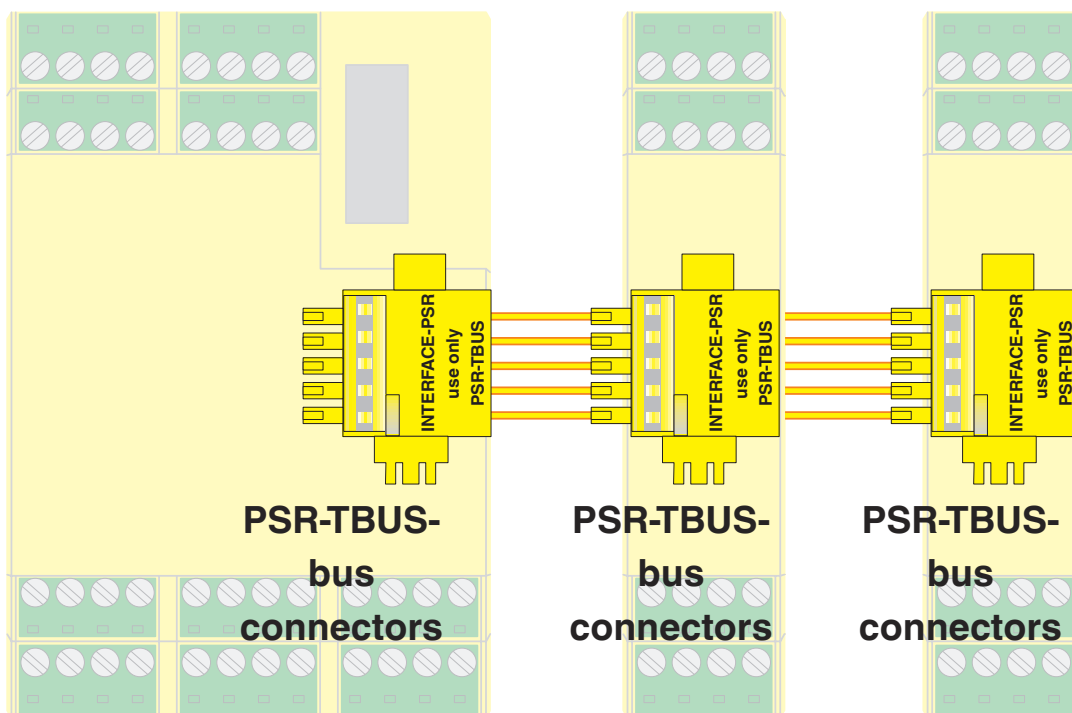 INTERFACE-PSR
use only
PSR-TBUS
INTERFACE-PSR
use only
PSR-TBUS
INTERFACE-PSR
use only
PSR-TBUS
PSR-TBUS-
bus
connectors
PSR-TBUS-
bus
connectors
PSR-TBUS-
bus
connectors